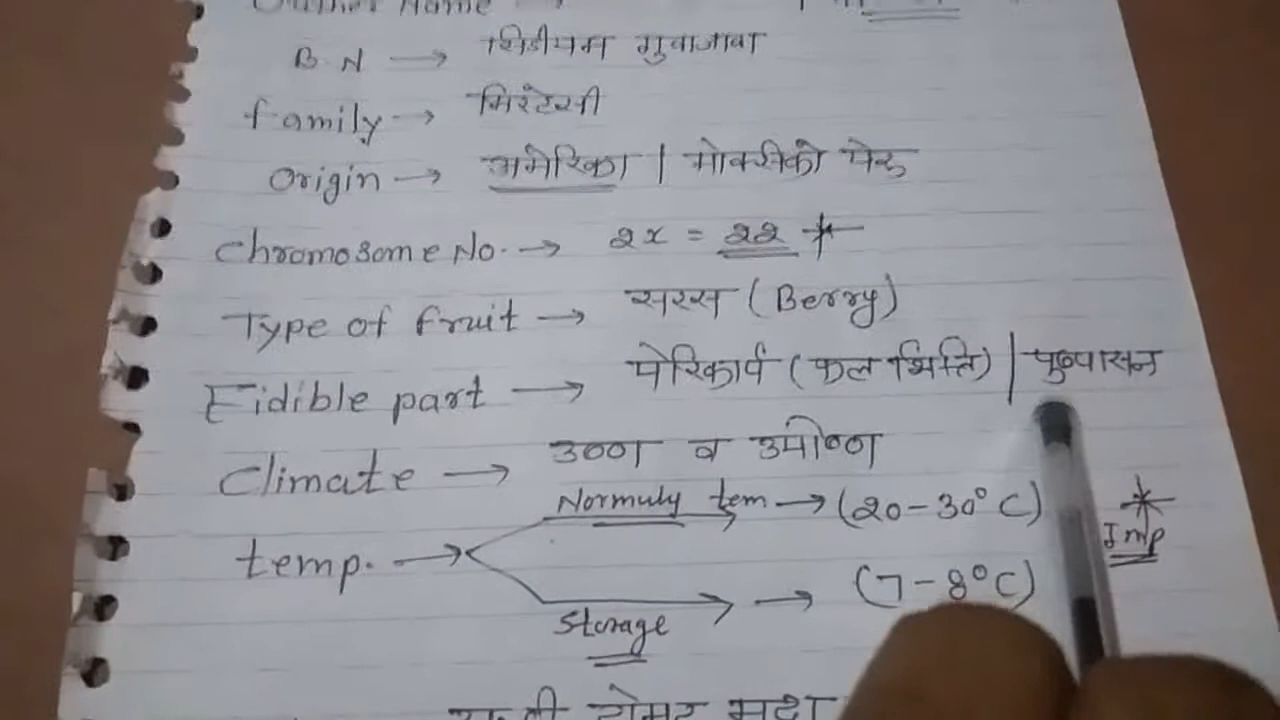 B N → सिडीयम गुवाजावा
family → मिरटेसी
Origin → अमेरिका | मोक्सीको पेरू
Chromosome No. → 2x = 22
Type of fruit → सरस (Berry)
Eidible part → पेरिकार्प (फल भित्ति) | पुष्पासन
Climate → उष्ण व उपोष्ण
temp. → Normuly tem → (20-30°C)
Imp
Storage → (7-8°C)